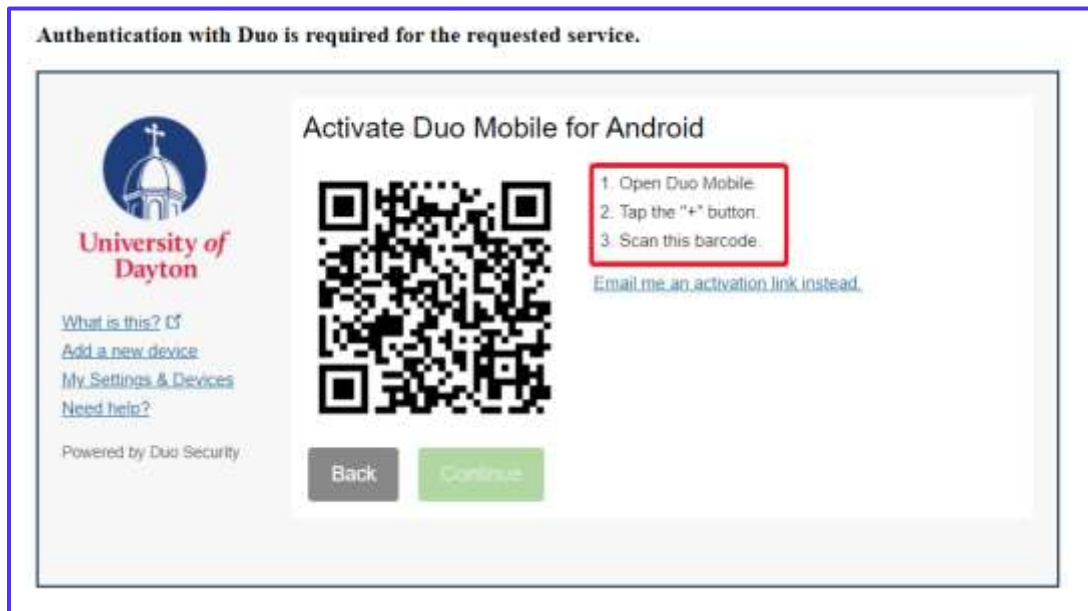 Authentication with Duo is required for the requested service.
University of
Dayton
What is this?
Add a new device
My Settings & Devices
Need help?
Powered by Duo Security
Activate Duo Mobile for Android
1. Open Duo Mobile.
2. Tap the "+" button.
3. Scan this barcode.
Email me an activation link instead.
Back
Continue